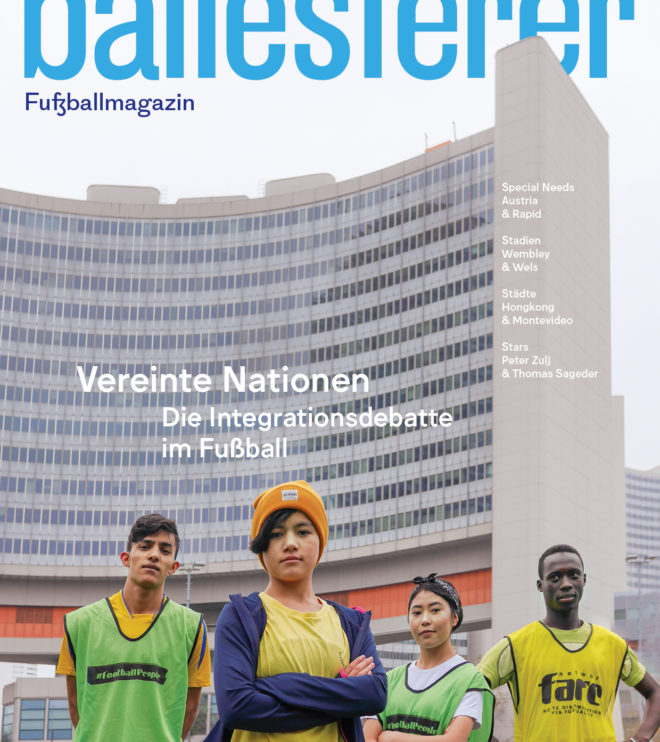 ballesterer
Fußballmagazin
Special Needs
Austria
& Rapid
Stadien
Wembley
& Wels
Städte
Hongkong
& Montevideo
Stars
Peter Zulj
& Thomas Sageder
Vereinte Nationen
Die Integrationsdebatte
im Fußball
#FootballPeople
#FootballPeople
fare